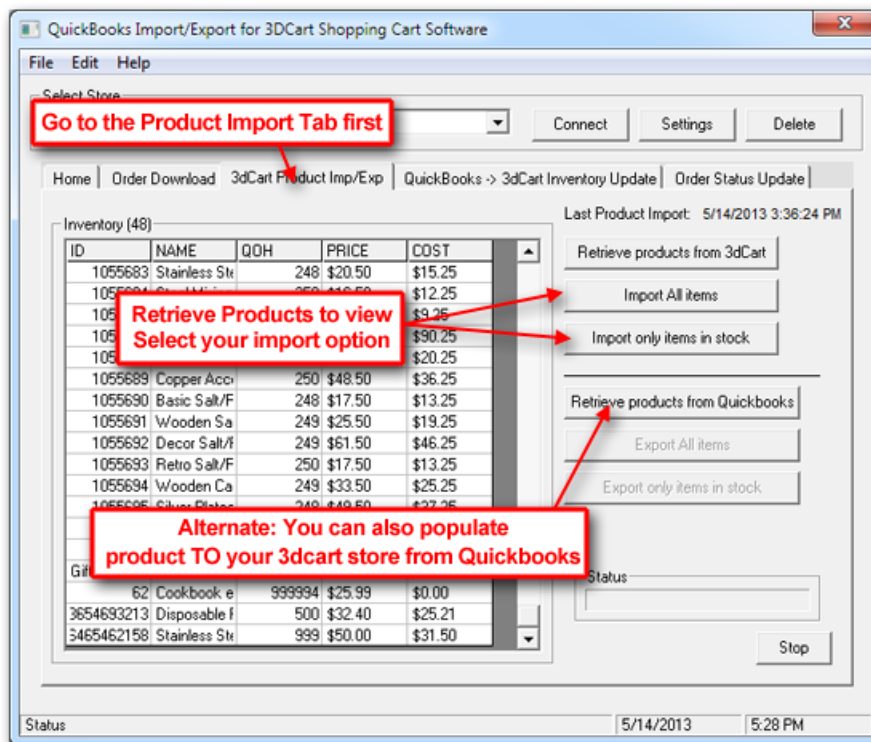 QuickBooks Import/Export for 3DCart Shopping Cart Software
File Edit Help
Select Store
Go to the Product Import Tab first
Connect Settings Delete
Home Order Download 3dCart Product Imp/Exp QuickBooks -> 3dCart Inventory Update Order Status Update
Last Product Import: 5/14/2013 3:36:24 PM
Inventory (48)
ID NAME QOH PRICE COST
1055683 Stainless Ste 248 $20.50 $15.25
$12.25
$9.25
$90.25
$20.25
1055689 Copper Acc 250 $48.50 $36.25
1055690 Basic Salt/F 248 $17.50 $13.25
1055691 Wooden Sa 249 $25.50 $19.25
1055692 Decor Salt/F 249 $61.50 $46.25
1055693 Retro Salt/F 250 $17.50 $13.25
1055694 Wooden Ca 249 $33.50 $25.25
62 Cookbook e 999994 $25.99 $0.00
3654693213 Disposable F 500 $32.40 $25.21
5465462158 Stainless Ste 999 $50.00 $31.50
Retrieve Products to view
Select your import option
Retrieve products from 3dCart
Import All items
Import only items in stock
Retrieve products from Quickbooks
Export All items
Export only items in stock
Alternate: You can also populate
product TO your 3dcart store from Quickbooks
Status
Stop
Status 5/14/2013 5:28 PM